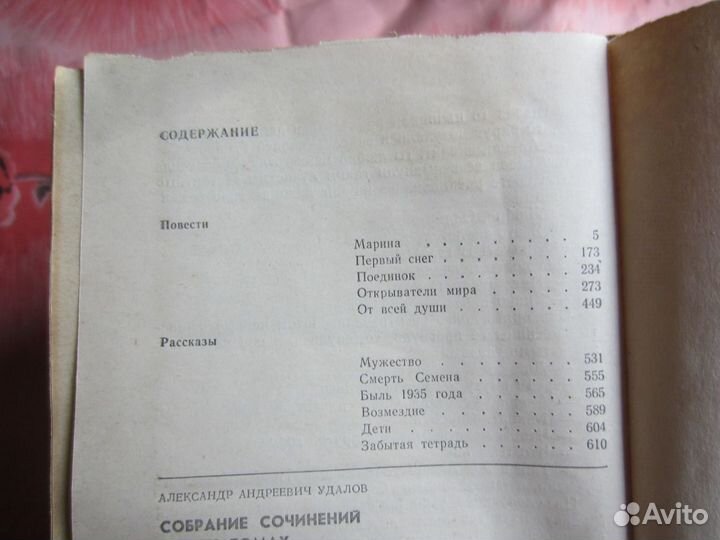 СОДЕРЖАНИЕ
Повести
Марина . . . . . . . . . 5
Первый снег . . . . . . . . 173
Поединок . . . . . . . . . 234
Открыватели мира . . . . . . 273
От всей души . . . . . . . . 449
Рассказы
Мужество . . . . . . . . . 531
Смерть Семена . . . . . . . 555
Быль 1935 года . . . . . . . 565
Возмездие . . . . . . . . . 589
Дети . . . . . . . . . . . 604
Забытая тетрадь . . . . . . . 610
АЛЕКСАНДР АНДРЕЕВИЧ УДАЛОВ
СОБРАНИЕ СОЧИНЕНИЙ
Avito